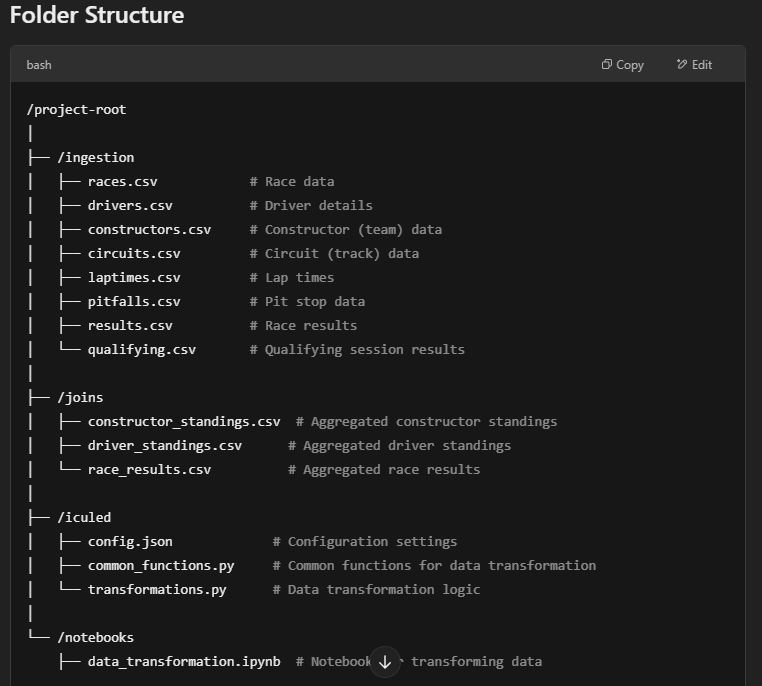 Folder Structure
bash Copy Edit
/project-root
│
├── /ingestion
│   ├── races.csv            # Race data
│   ├── drivers.csv          # Driver details
│   ├── constructors.csv     # Constructor (team) data
│   ├── circuits.csv         # Circuit (track) data
│   ├── laptimes.csv         # Lap times
│   ├── pitfalls.csv         # Pit stop data
│   ├── results.csv          # Race results
│   └── qualifying.csv       # Qualifying session results
│
├── /joins
│   ├── constructor_standings.csv  # Aggregated constructor standings
│   ├── driver_standings.csv      # Aggregated driver standings
│   └── race_results.csv          # Aggregated race results
│
├── /iculed
│   ├── config.json             # Configuration settings
│   ├── common_functions.py     # Common functions for data transformation
│   └── transformations.py      # Data transformation logic
│
└── /notebooks
    ├── data_transformation.ipynb  # Notebook transforming data